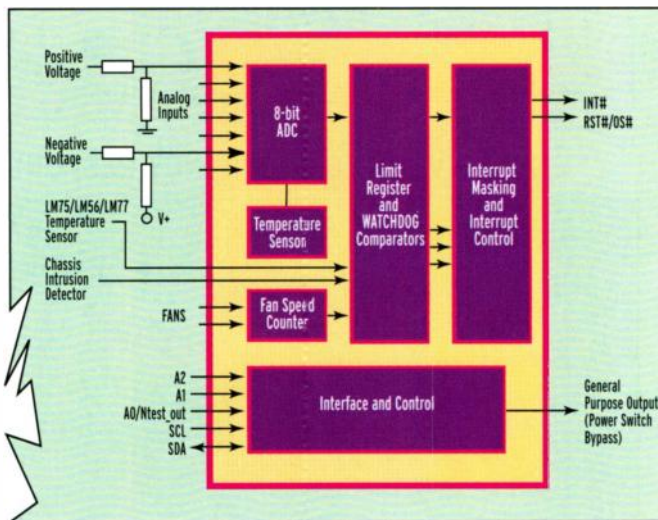 Positive
Voltage
Analog
Inputs
Negative
Voltage
V+
LM75/LM56/LM77
Temperature
Sensor
Chassis
Intrusion
Detector
FANS
8-bit
ADC
Temperature
Sensor
Fan Speed
Counter
Limit
Register
and
WATCHDOG
Comparators
Interrupt
Masking
and
Interrupt
Control
INT#
RST#/OS#
A2
A1
A0/Ntest_out
SCL
SDA
Interface and Control
General
Purpose Output
(Power Switch
Bypass)